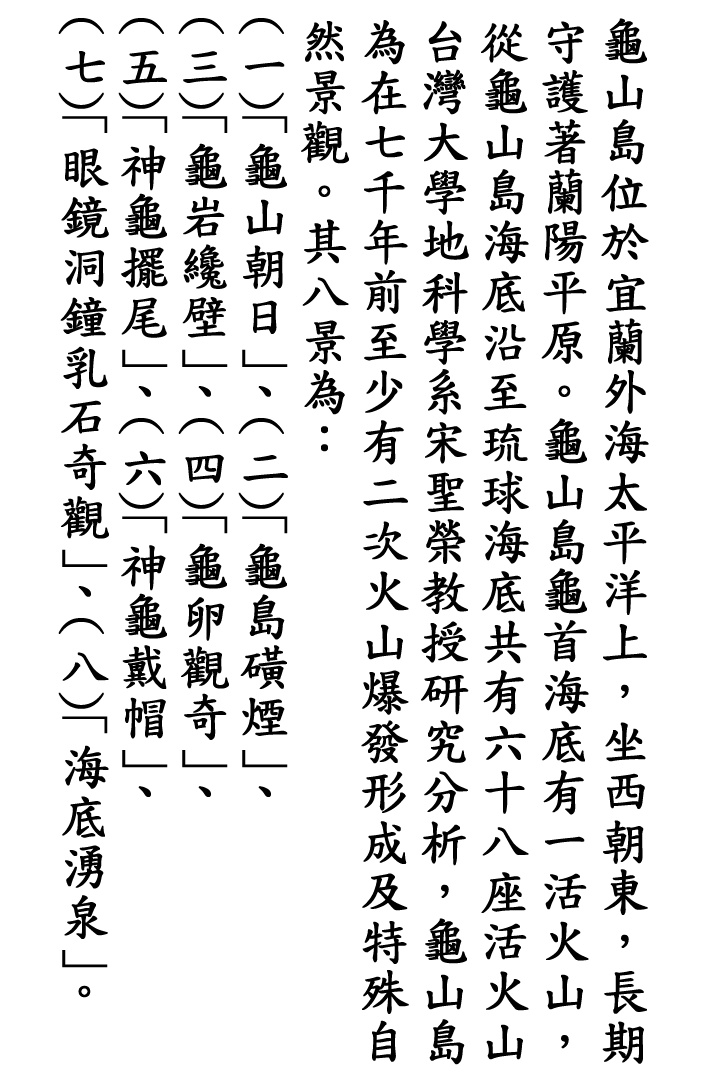 龜山島位於宜蘭外海太平洋上，坐西朝東，長期
守護著蘭陽平原。龜山島龜首海底有一活火山，
從龜山島海底沿至琉球海底共有六十八座活火山
台灣大學地科學系宋聖榮教授研究分析，龜山島
為在七千年前至少有二次火山爆發形成及特殊自
然景觀。其八景為：
（一）「龜山朝日」、（二）「龜島磺煙」、
（三）「龜岩纔壁」、（四）「龜卵觀奇」、
（五）「神龜擺尾」、（六）「神龜戴帽」、
（七）「眼鏡洞鐘乳石奇觀」、（八）「海底湧泉」。